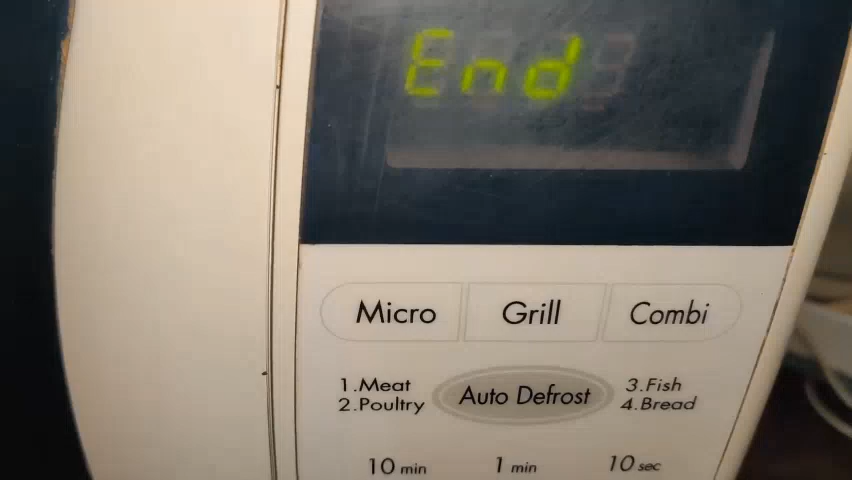 End
Micro Grill Combi
1.Meat Auto Defrost 3.Fish
2.Poultry 4.Bread
10 min 1 min 10 sec